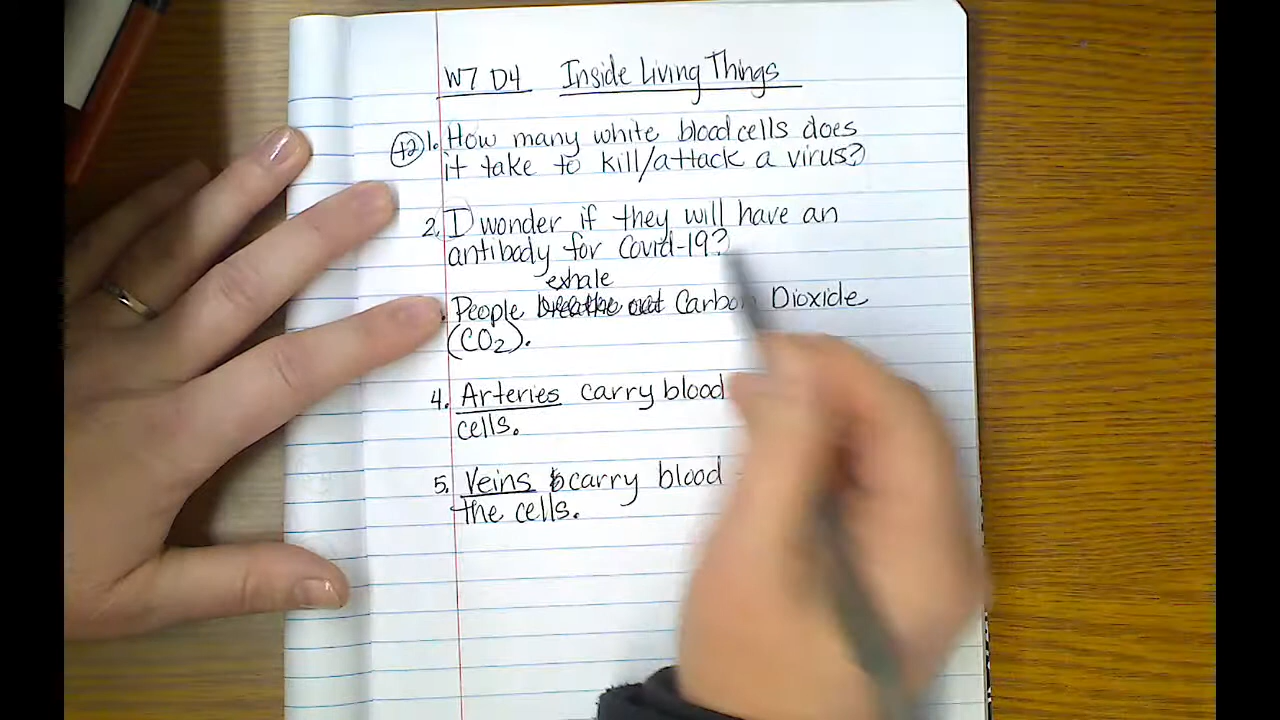 W7 D4 Inside Living Things
+2 1. How many white blood cells does
it take to kill/attack a virus?
2. I wonder if they will have an
antibody for Covid-19?
exhale
People breathe out Carbon Dioxide
(CO2).
4. Arteries carry blood
cells.
5. Veins carry blood
the cells.